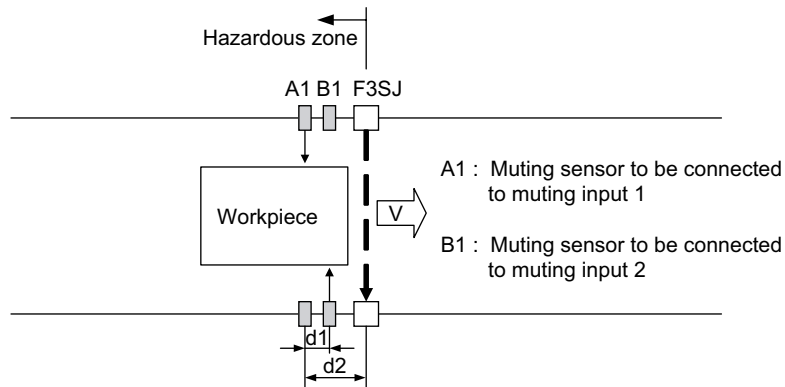 Hazardous zone
A1 B1 F3SJ
A1 : Muting sensor to be connected
to muting input 1
Workpiece
V
B1 : Muting sensor to be connected
to muting input 2
d1
d2